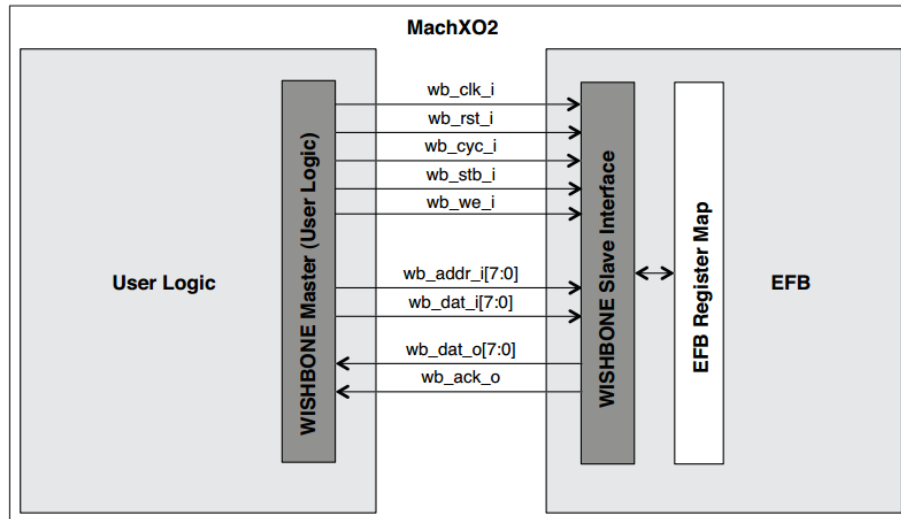 MachXO2
User Logic
WISHBONE Master (User Logic)
wb_clk_i
wb_rst_i
wb_cyc_i
wb_stb_i
wb_we_i
wb_addr_i[7:0]
wb_dat_i[7:0]
wb_dat_o[7:0]
wb_ack_o
WISHBONE Slave Interface
EFB Register Map
EFB